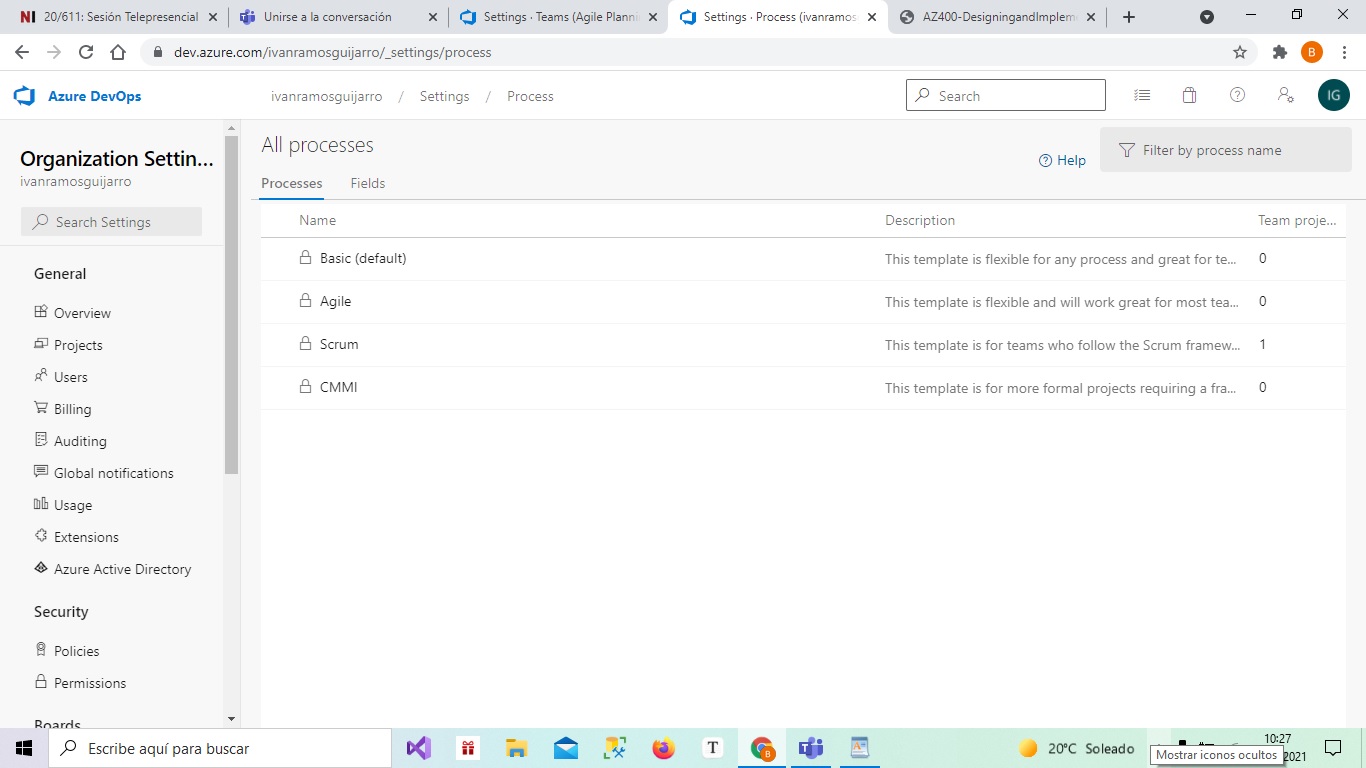 20/611: Sesión Telepresencial
Unirse a la conversación
Settings · Teams (Agile Planni
Settings · Process (ivanramos
AZ400-DesigningandImplem
dev.azure.com/ivanramosguijarro/_settings/process
B
Azure DevOps
ivanramosguijarro / Settings / Process
Search
IG
Organization Settin...
ivanramosguijarro
Search Settings
General
Overview
Projects
Users
Billing
Auditing
Global notifications
Usage
Extensions
Azure Active Directory
Security
Policies
Permissions
Boards
All processes
Help
Filter by process name
Processes Fields
Name Description Team proje...
Basic (default) This template is flexible for any process and great for te... 0
Agile This template is flexible and will work great for most tea... 0
Scrum This template is for teams who follow the Scrum framew... 1
CMMI This template is for more formal projects requiring a fra... 0
Escribe aquí para buscar
T
B
20°C Soleado
10:27
2021
Mostrar iconos ocultos